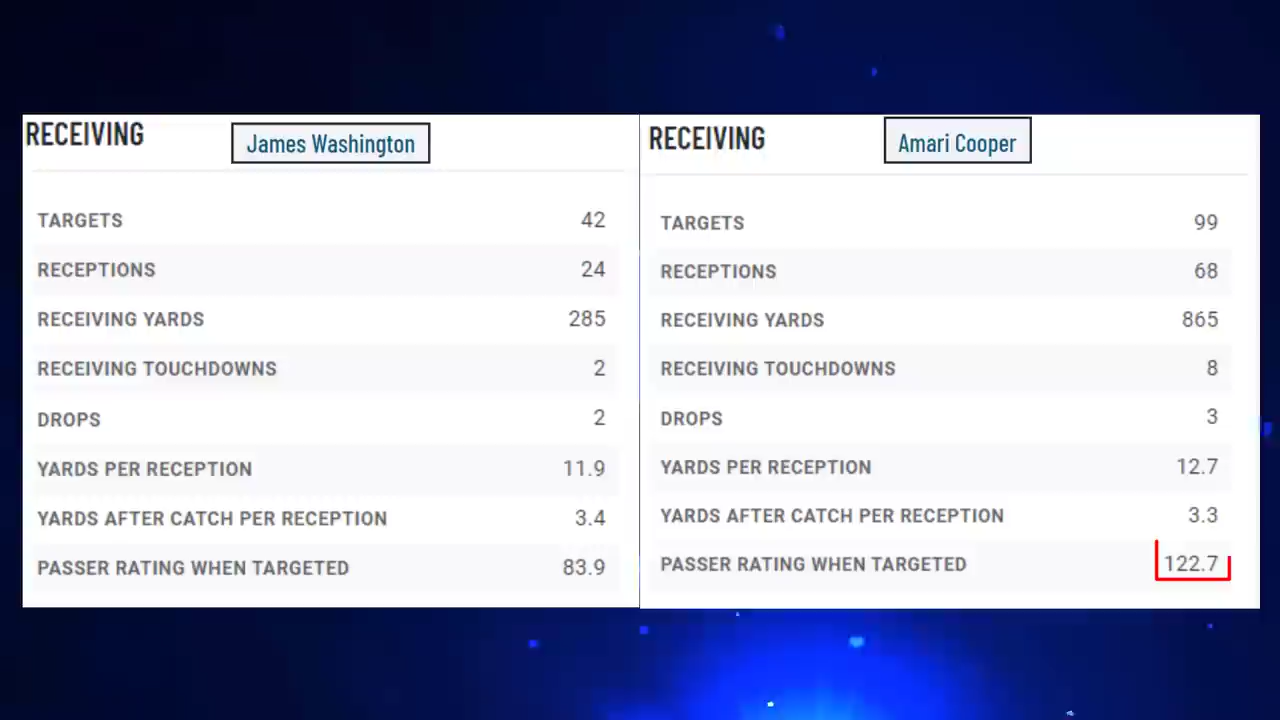 RECEIVING
James Washington
TARGETS 42
RECEPTIONS 24
RECEIVING YARDS 285
RECEIVING TOUCHDOWNS 2
DROPS 2
YARDS PER RECEPTION 11.9
YARDS AFTER CATCH PER RECEPTION 3.4
PASSER RATING WHEN TARGETED 83.9
RECEIVING
Amari Cooper
TARGETS 99
RECEPTIONS 68
RECEIVING YARDS 865
RECEIVING TOUCHDOWNS 8
DROPS 3
YARDS PER RECEPTION 12.7
YARDS AFTER CATCH PER RECEPTION 3.3
PASSER RATING WHEN TARGETED 122.7